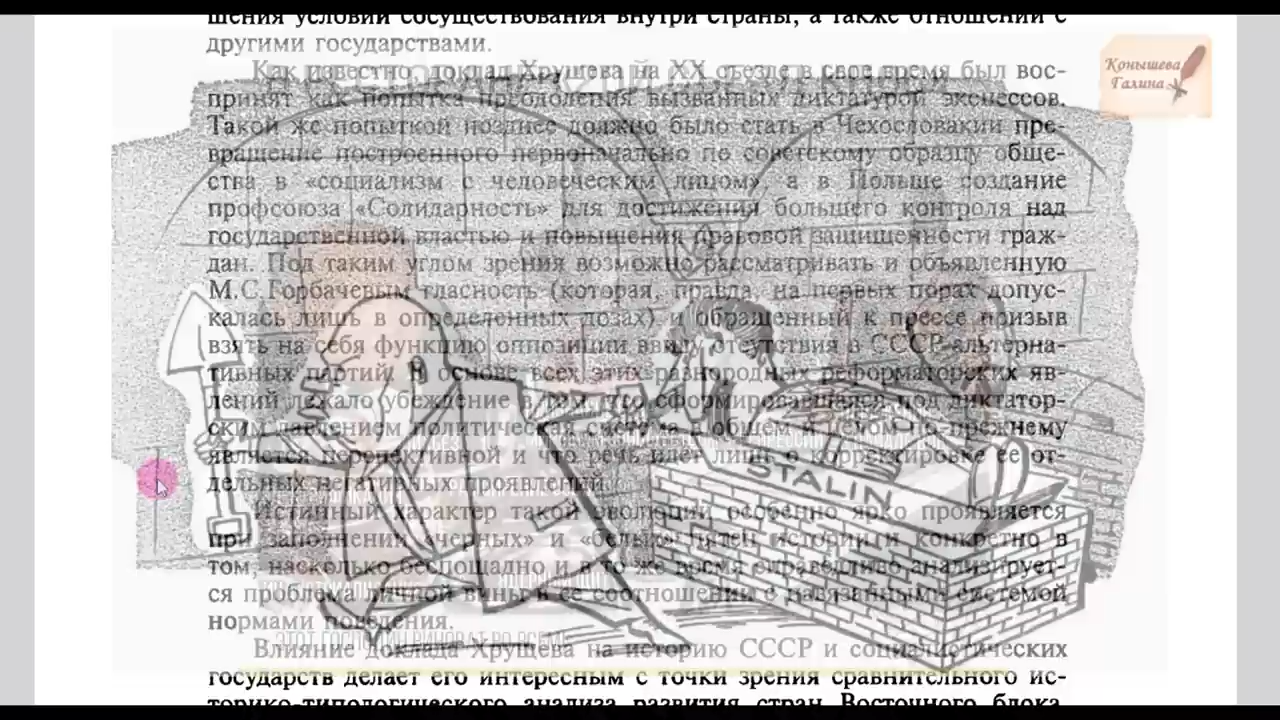 шения условий сосуществования внутри страны, а также отношений с
другими государствами.
Как известно, доклад Хрущева на XX съезде в свое время был вос-
принят как попытка преодоления вызванных диктатурой эксцессов.
Такой же попыткой позднее должно было стать в Чехословакии пре-
вращение построенного первоначально по советскому образцу обще-
ства в «социализм с человеческим лицом», а в Польше создание
профсоюза «Солидарность» для достижения большего контроля над
государственной властью и повышения правовой защищенности граж-
дан. Под таким углом зрения возможно рассматривать и объявленную
М.С.Горбачевым гласность (которая, правда, на первых порах допус-
калась лишь в определенных дозах) и обращенный к прессе призыв
взять на себя функцию оппозиции ввиду отсутствия в СССР альтерна-
тивных партий. В основе всех этих разнородных реформаторских яв-
лений лежало убеждение в том, что сформировавшаяся под диктатор-
ским давлением политическая система в общем и целом по-прежнему
является перспективной и что речь идет лишь о корректировке ее от-
дельных негативных проявлений.
Истинный характер такой эволюции особенно ярко проявляется
при заполнении «черных» и «белых» пятен истории и конкретно в
том, насколько беспощадно и в то же время справедливо анализирует-
ся проблема личной вины в ее соотношении с навязанными системой
нормами поведения.
Влияние доклада Хрущева на историю СССР и социалистических
государств делает его интересным с точки зрения сравнительного ис-
торико-типологического анализа развития стран Восточного блока.
Конышева
Галина
STALIN